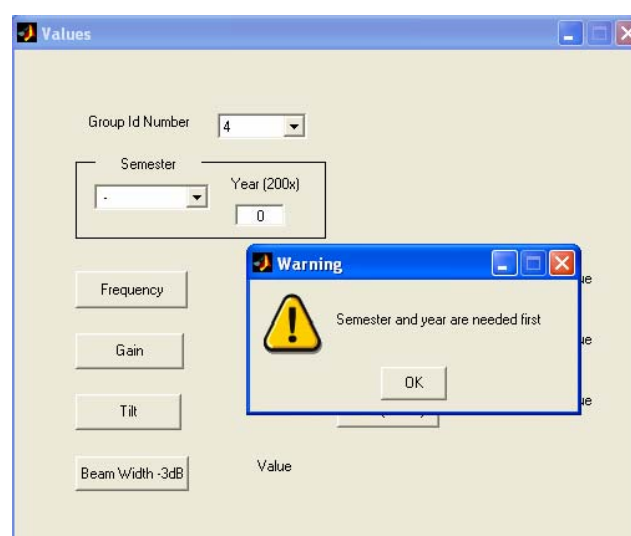 Values
Group Id Number
4
Semester
Year (200x)
-
0
Warning
Semester and year are needed first
OK
Frequency
Gain
Tilt
Beam Width -3dB
Value